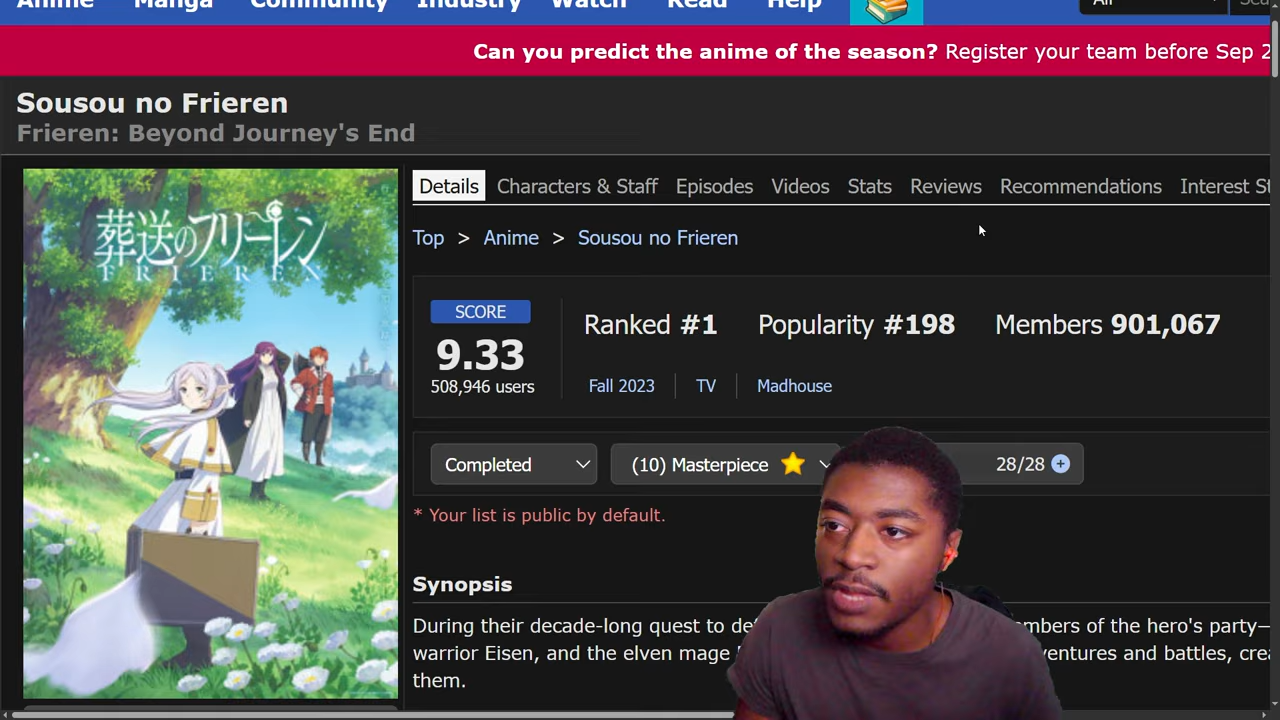 Anime Manga Community Industry Watch Read Help All
Can you predict the anime of the season? Register your team before Sep 2
Sousou no Frieren
Frieren: Beyond Journey's End
葬送のフリーレン
FRIEREN
Details Characters & Staff Episodes Videos Stats Reviews Recommendations Interest St
Top > Anime > Sousou no Frieren
SCORE
9.33
508,946 users
Ranked #1 Popularity #198 Members 901,067
Fall 2023 TV Madhouse
Completed (10) Masterpiece 28/28
* Your list is public by default.
Synopsis
During their decade-long quest to de mbers of the hero's party—
warrior Eisen, and the elven mage entures and battles, crea
them.